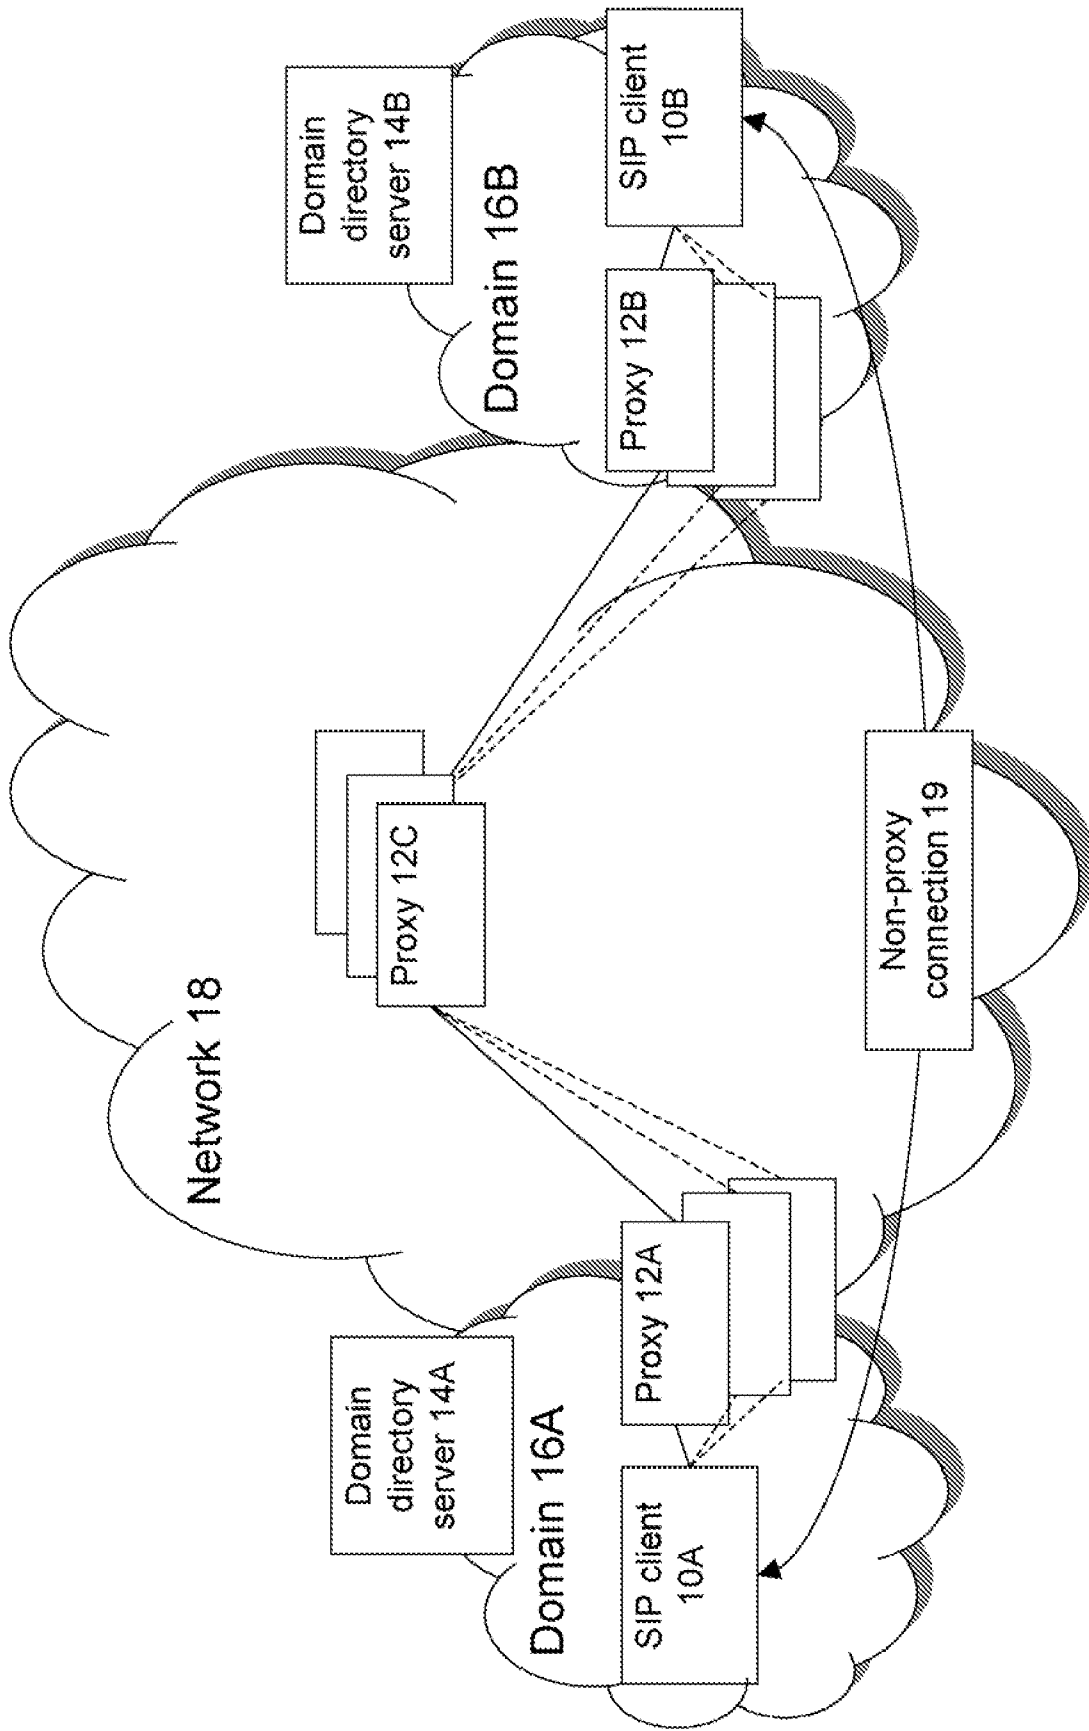 Network 18
Domain
directory
server 14A
Domain 16A
SIP client
10A
Proxy 12A
Proxy 12C
Non-proxy
connection 19
Domain
directory
server 14B
Domain 16B
Proxy 12B
SIP client
10B